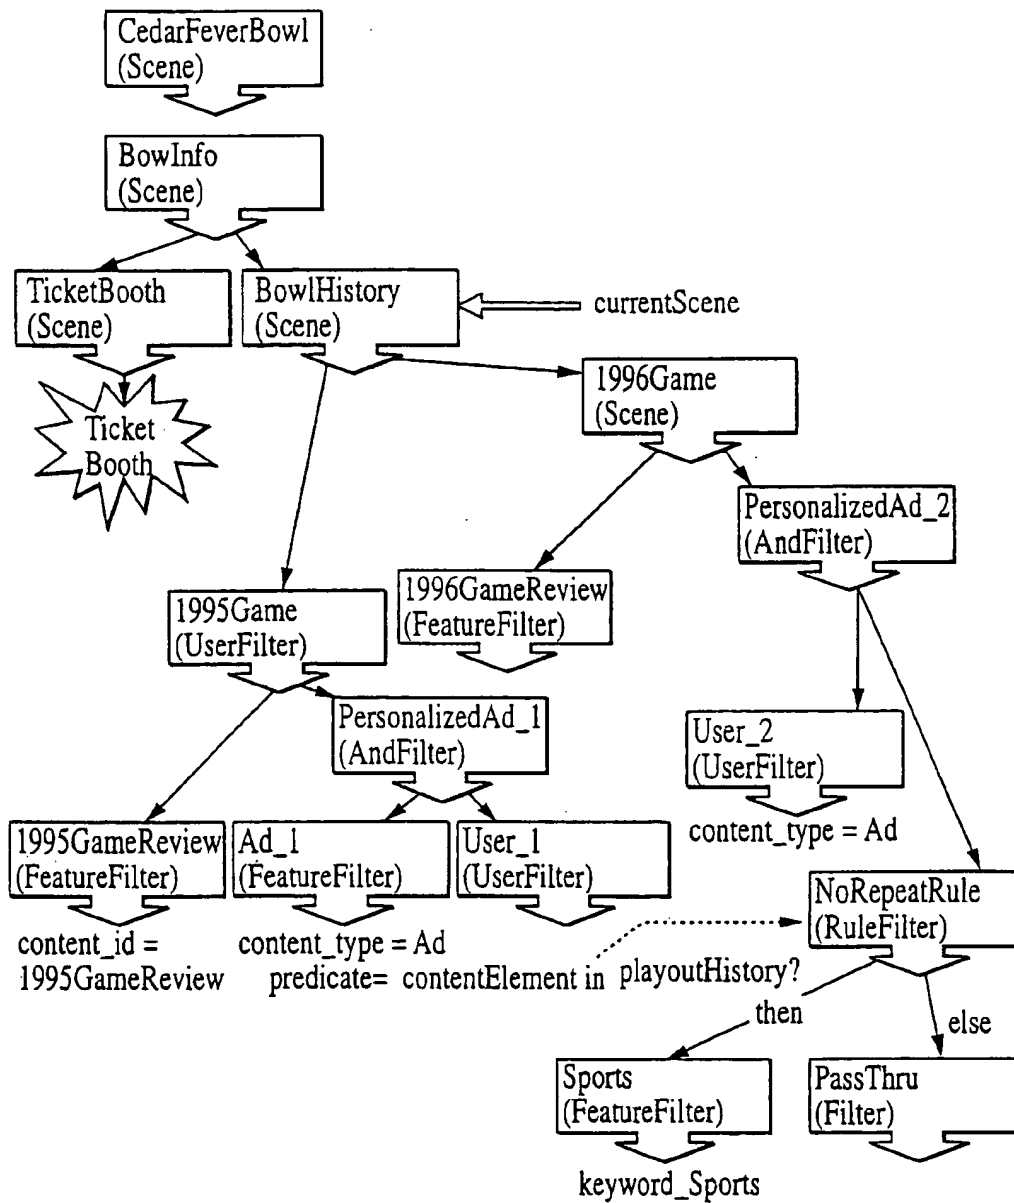 CedarFeverBowl
(Scene)
BowInfo
(Scene)
TicketBooth
(Scene)
BowlHistory
(Scene)
currentScene
Ticket
Booth
1996Game
(Scene)
PersonalizedAd_2
(AndFilter)
1995Game
(UserFilter)
1996GameReview
(FeatureFilter)
PersonalizedAd_1
(AndFilter)
User_2
(UserFilter)
content_type = Ad
1995GameReview
(FeatureFilter)
content_id =
1995GameReview
Ad_1
(FeatureFilter)
content_type = Ad
User_1
(UserFilter)
NoRepeatRule
(RuleFilter)
predicate= contentElement in playoutHistory?
then
else
Sports
(FeatureFilter)
keyword_Sports
PassThru
(Filter)